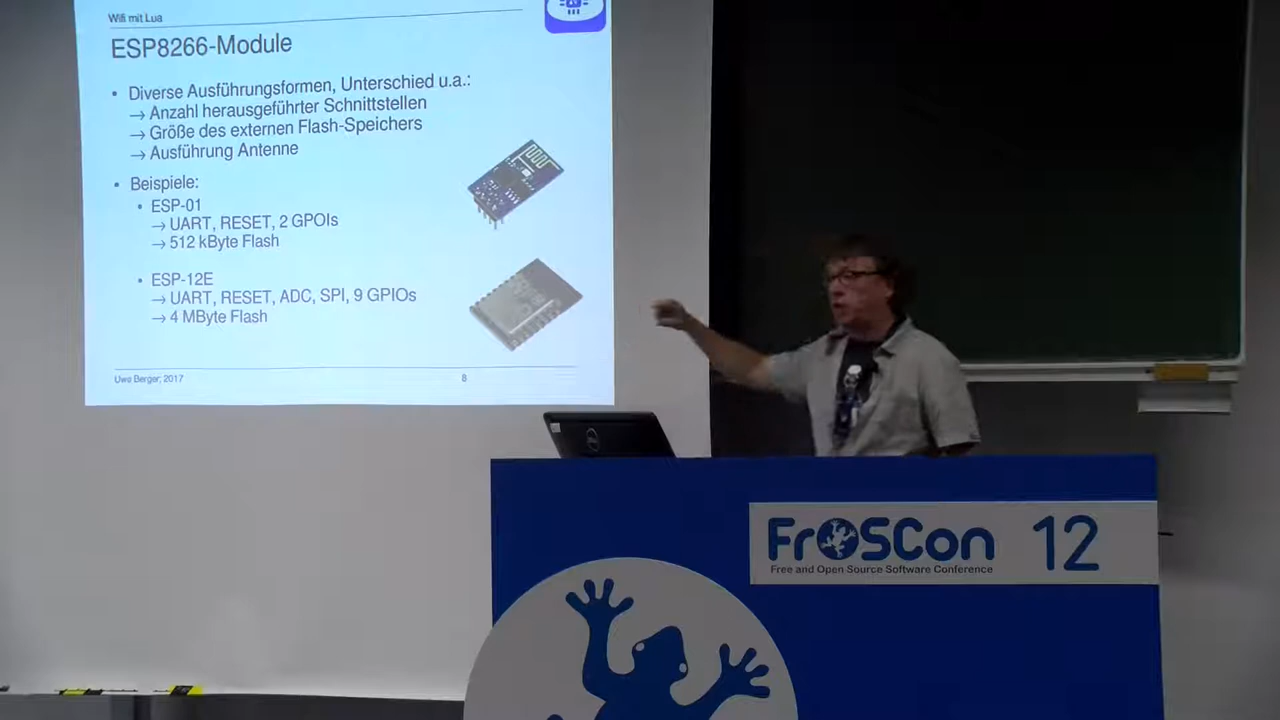 Wifi mit Lua
ESP8266-Module
• Diverse Ausführungsformen, Unterschied u.a.:
→ Anzahl herausgeführter Schnittstellen
→ Größe des externen Flash-Speichers
→ Ausführung Antenne
• Beispiele:
• ESP-01
→ UART, RESET, 2 GPOIs
→ 512 kByte Flash
• ESP-12E
→ UART, RESET, ADC, SPI, 9 GPIOs
→ 4 MByte Flash
Uwe Berger; 2017
8
DELL
FrOSCon 12
Free and Open Source Software Conference